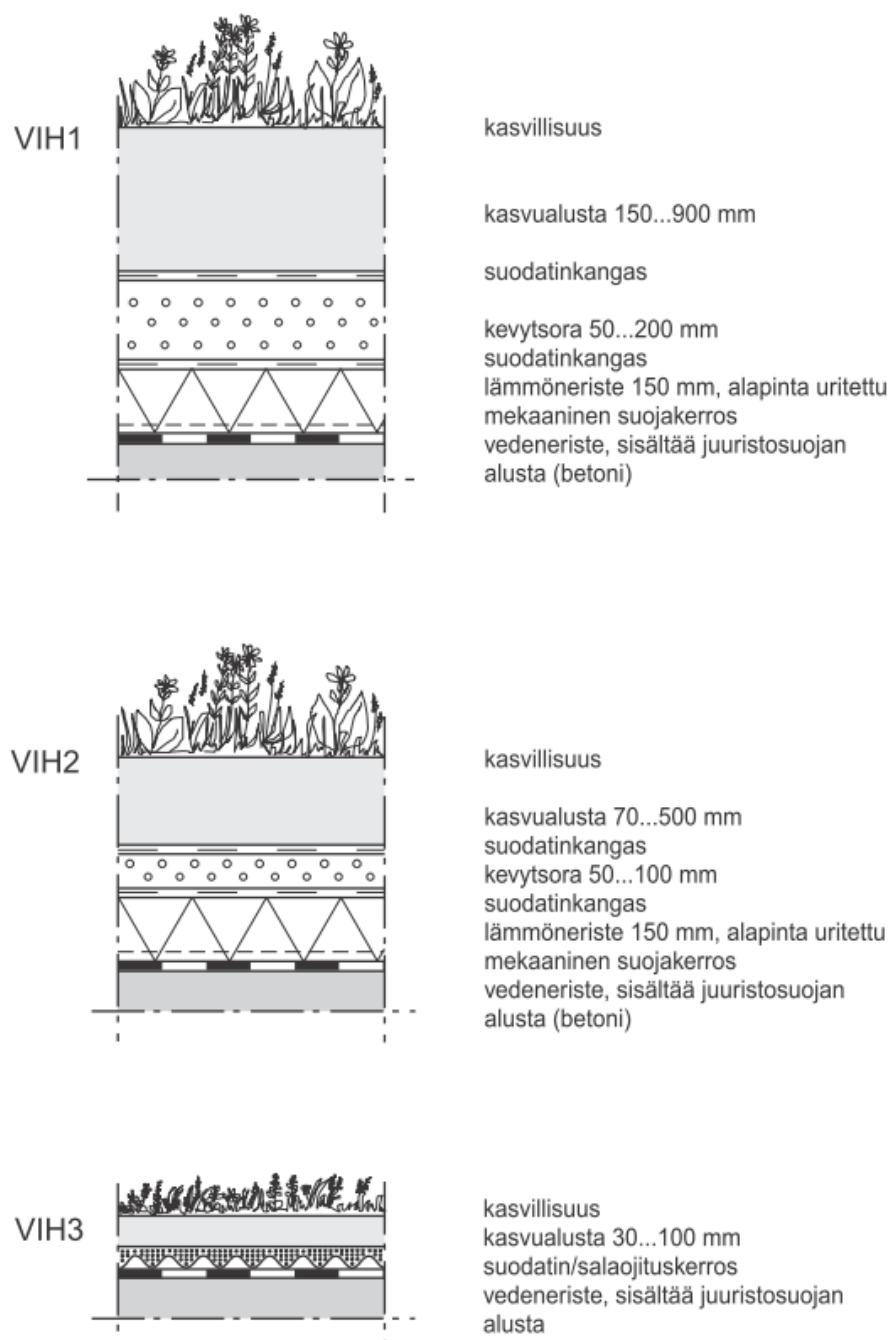 VIH1
kasvillisuus
kasvualusta 150...900 mm
suodatinkangas
kevytsora 50...200 mm
suodatinkangas
lämmöneriste 150 mm, alapinta uritettu
mekaaninen suojakerros
vedeneriste, sisältää juuristosuojan
alusta (betoni)
VIH2
kasvillisuus
kasvualusta 70...500 mm
suodatinkangas
kevytsora 50...100 mm
suodatinkangas
lämmöneriste 150 mm, alapinta uritettu
mekaaninen suojakerros
vedeneriste, sisältää juuristosuojan
alusta (betoni)
VIH3
kasvillisuus
kasvualusta 30...100 mm
suodatin/salaojituskerros
vedeneriste, sisältää juuristosuojan
alusta